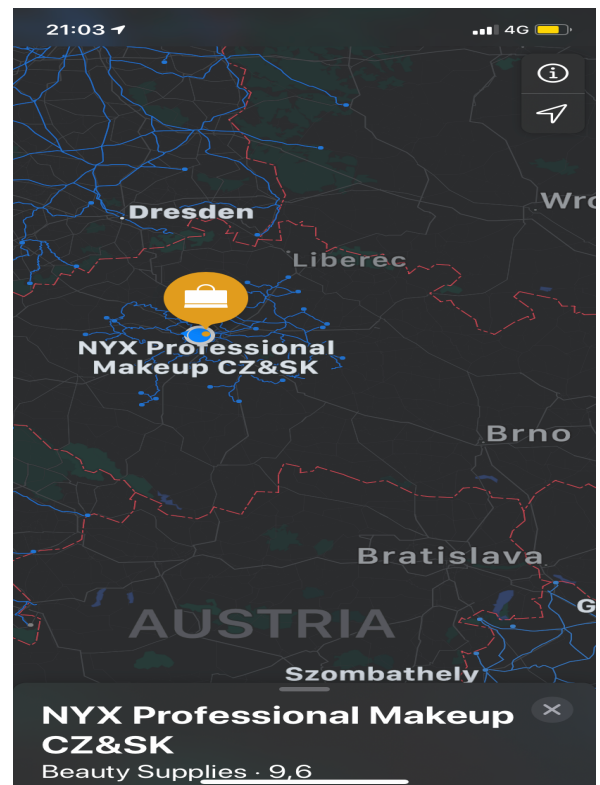 21:03
4G
Dresden
Wro
Liberec
NYX Professional
Makeup CZ&SK
Brno
Bratislava
G
AUSTRIA
Szombathely
NYX Professional Makeup
CZ&SK
Beauty Supplies · 9,6